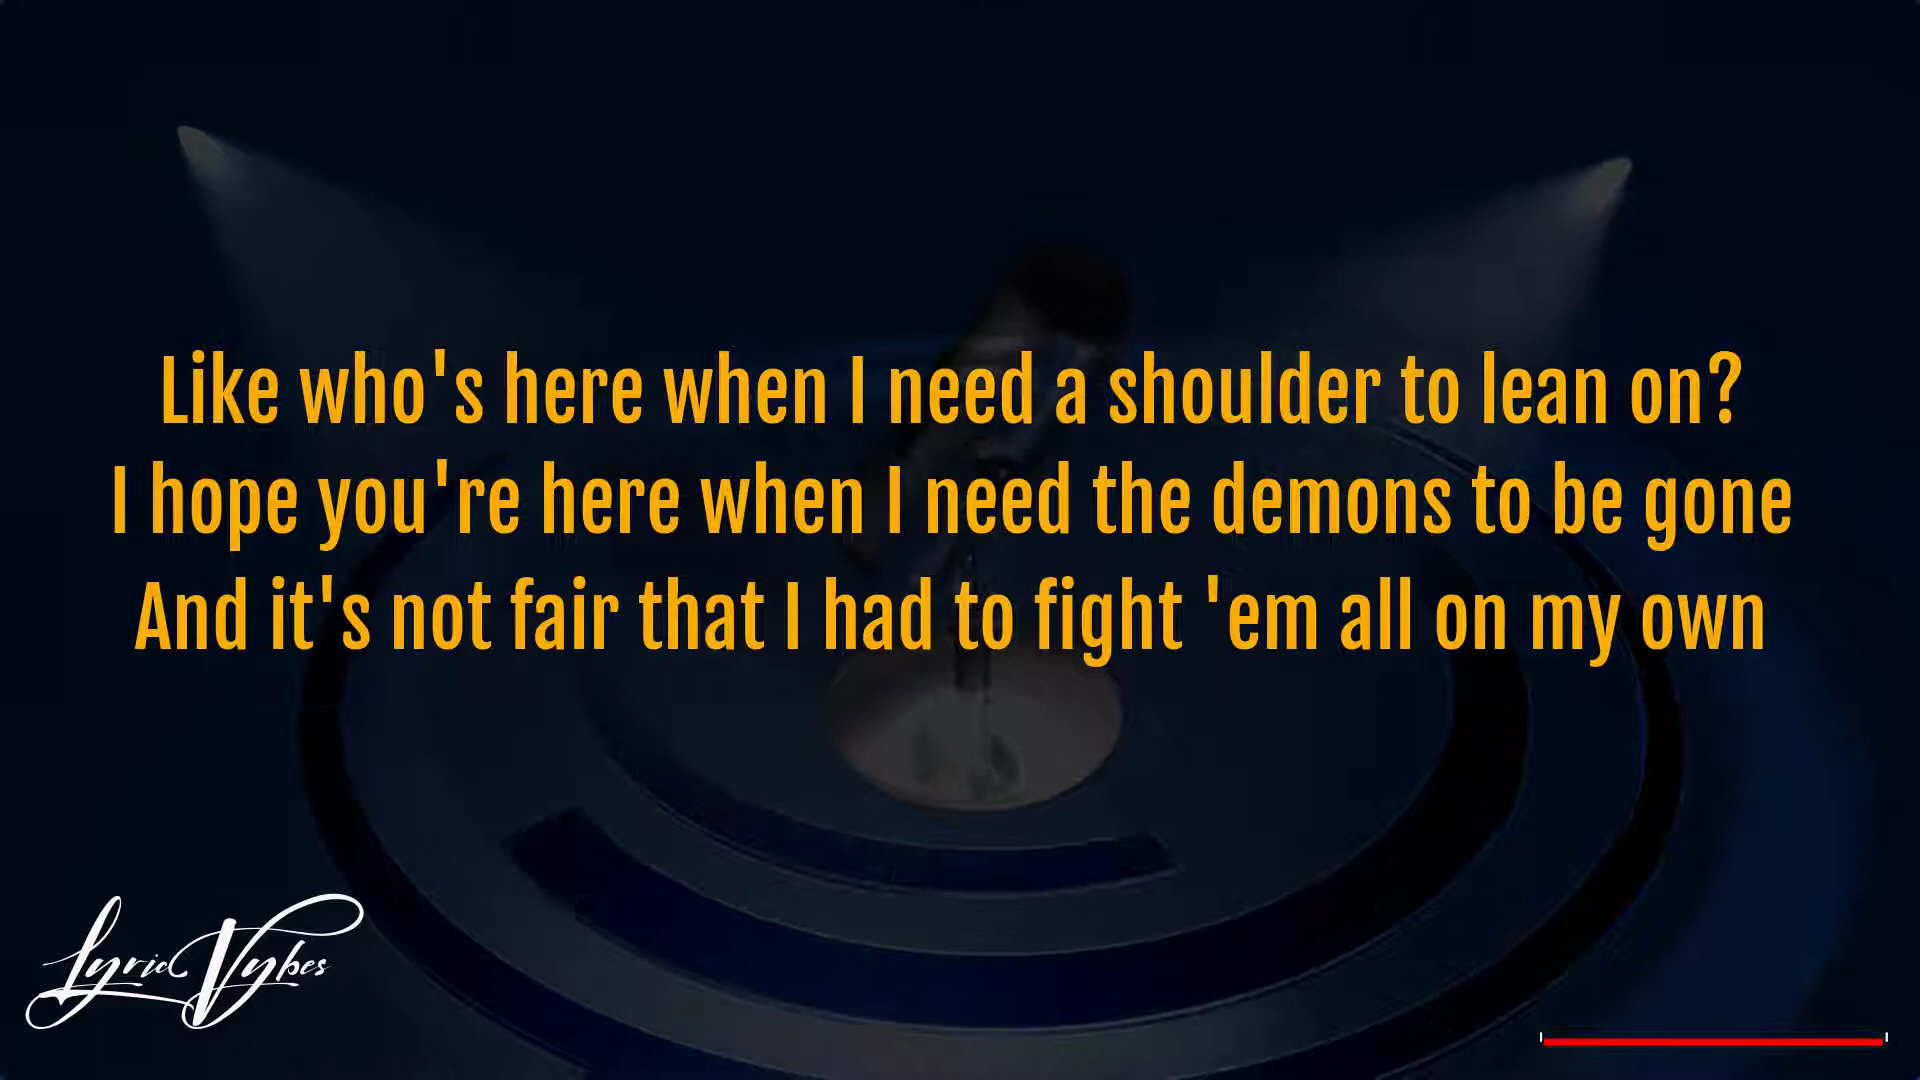 Like who's here when I need a shoulder to lean on?
I hope you're here when I need the demons to be gone
And it's not fair that I had to fight 'em all on my own
Lyric Vybes